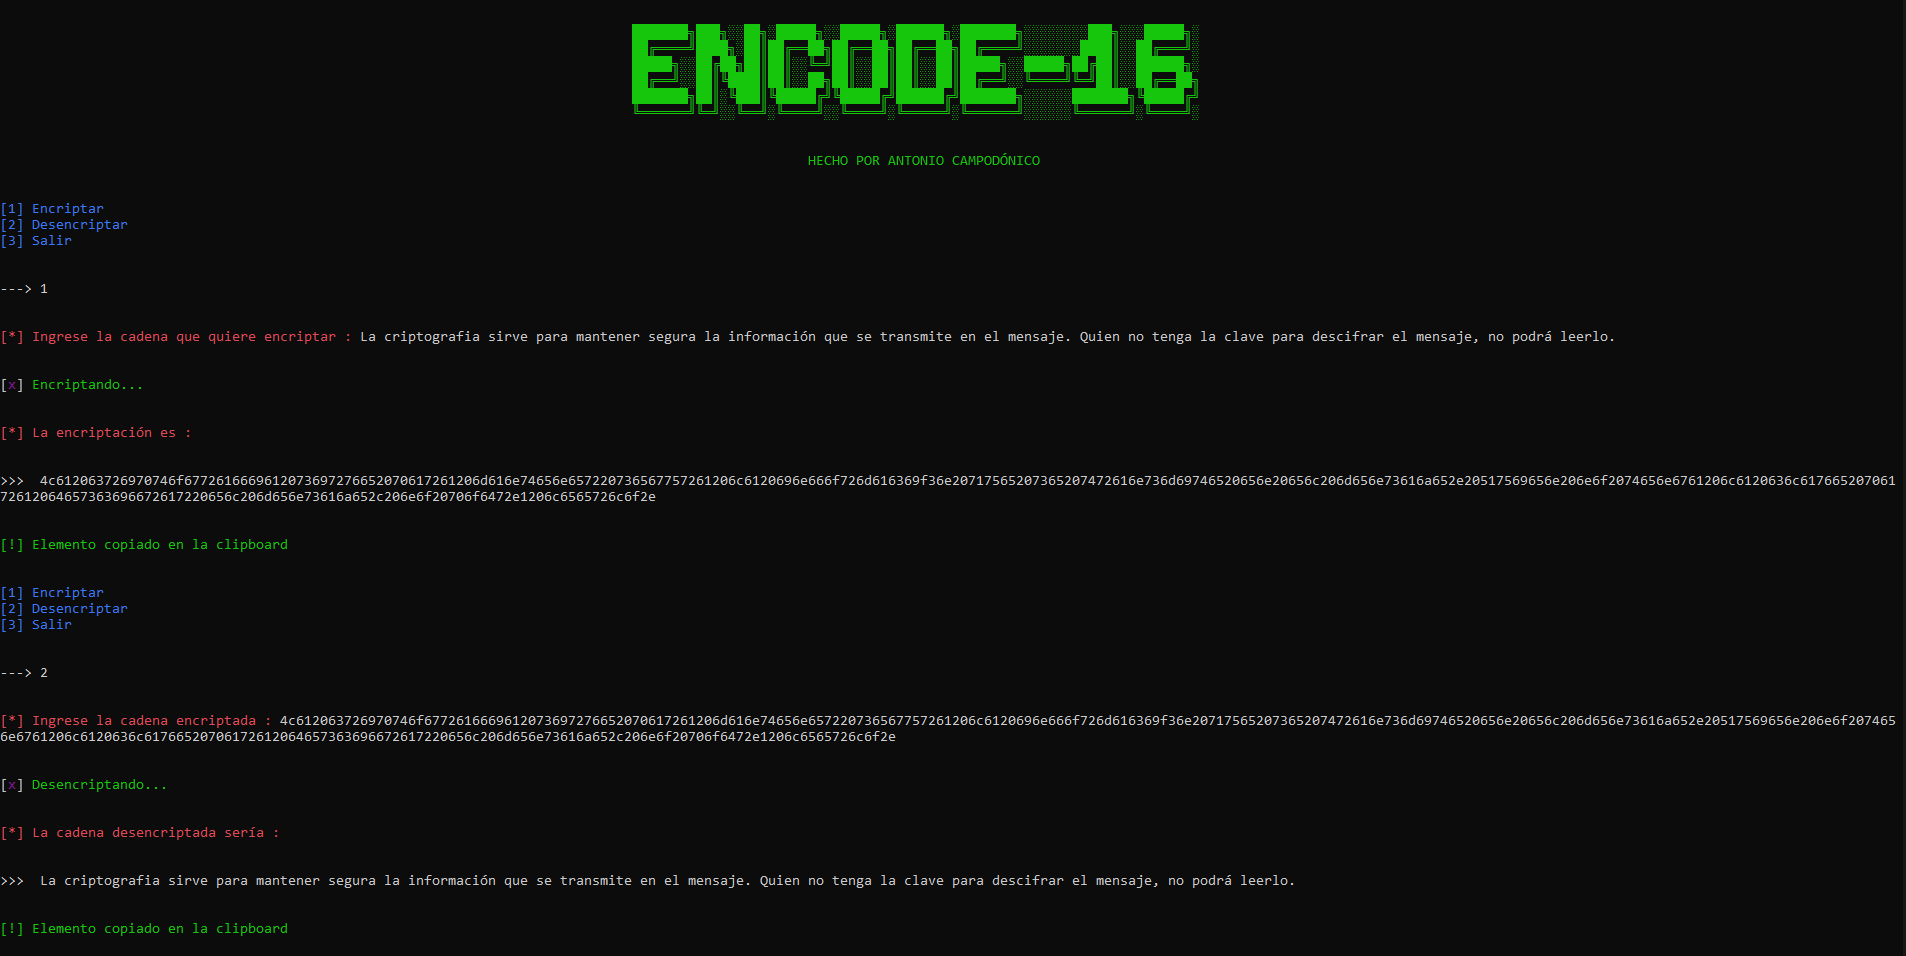 ENCODE-16
HECHO POR ANTONIO CAMPODÓNICO
[1] Encriptar
[2] Desencriptar
[3] Salir
---> 1
[*] Ingrese la cadena que quiere encriptar : La criptografia sirve para mantener segura la información que se transmite en el mensaje. Quien no tenga la clave para descifrar el mensaje, no podrá leerlo.
[x] Encriptando...
[*] La encriptación es :
>>>  4c612063726970746f6772616669612073697276652070617261206d616e74656e657220736567757261206c6120696e666f726d616369f36e20717565207365207472616e736d69746520656e20656c206d656e73616a652e20517569656e206e6f2074656e6761206c6120636c617665207061
72612064657363696672617220656c206d656e73616a652c206e6f20706f6472e1206c6565726c6f2e
[!] Elemento copiado en la clipboard
[1] Encriptar
[2] Desencriptar
[3] Salir
---> 2
[*] Ingrese la cadena encriptada : 4c612063726970746f6772616669612073697276652070617261206d616e74656e657220736567757261206c6120696e666f726d616369f36e20717565207365207472616e736d69746520656e20656c206d656e73616a652e20517569656e206e6f207465
6e6761206c6120636c61766520706172612064657363696672617220656c206d656e73616a652c206e6f20706f6472e1206c6565726c6f2e
[x] Desencriptando...
[*] La cadena desencriptada sería :
>>>  La criptografia sirve para mantener segura la información que se transmite en el mensaje. Quien no tenga la clave para descifrar el mensaje, no podrá leerlo.
[!] Elemento copiado en la clipboard